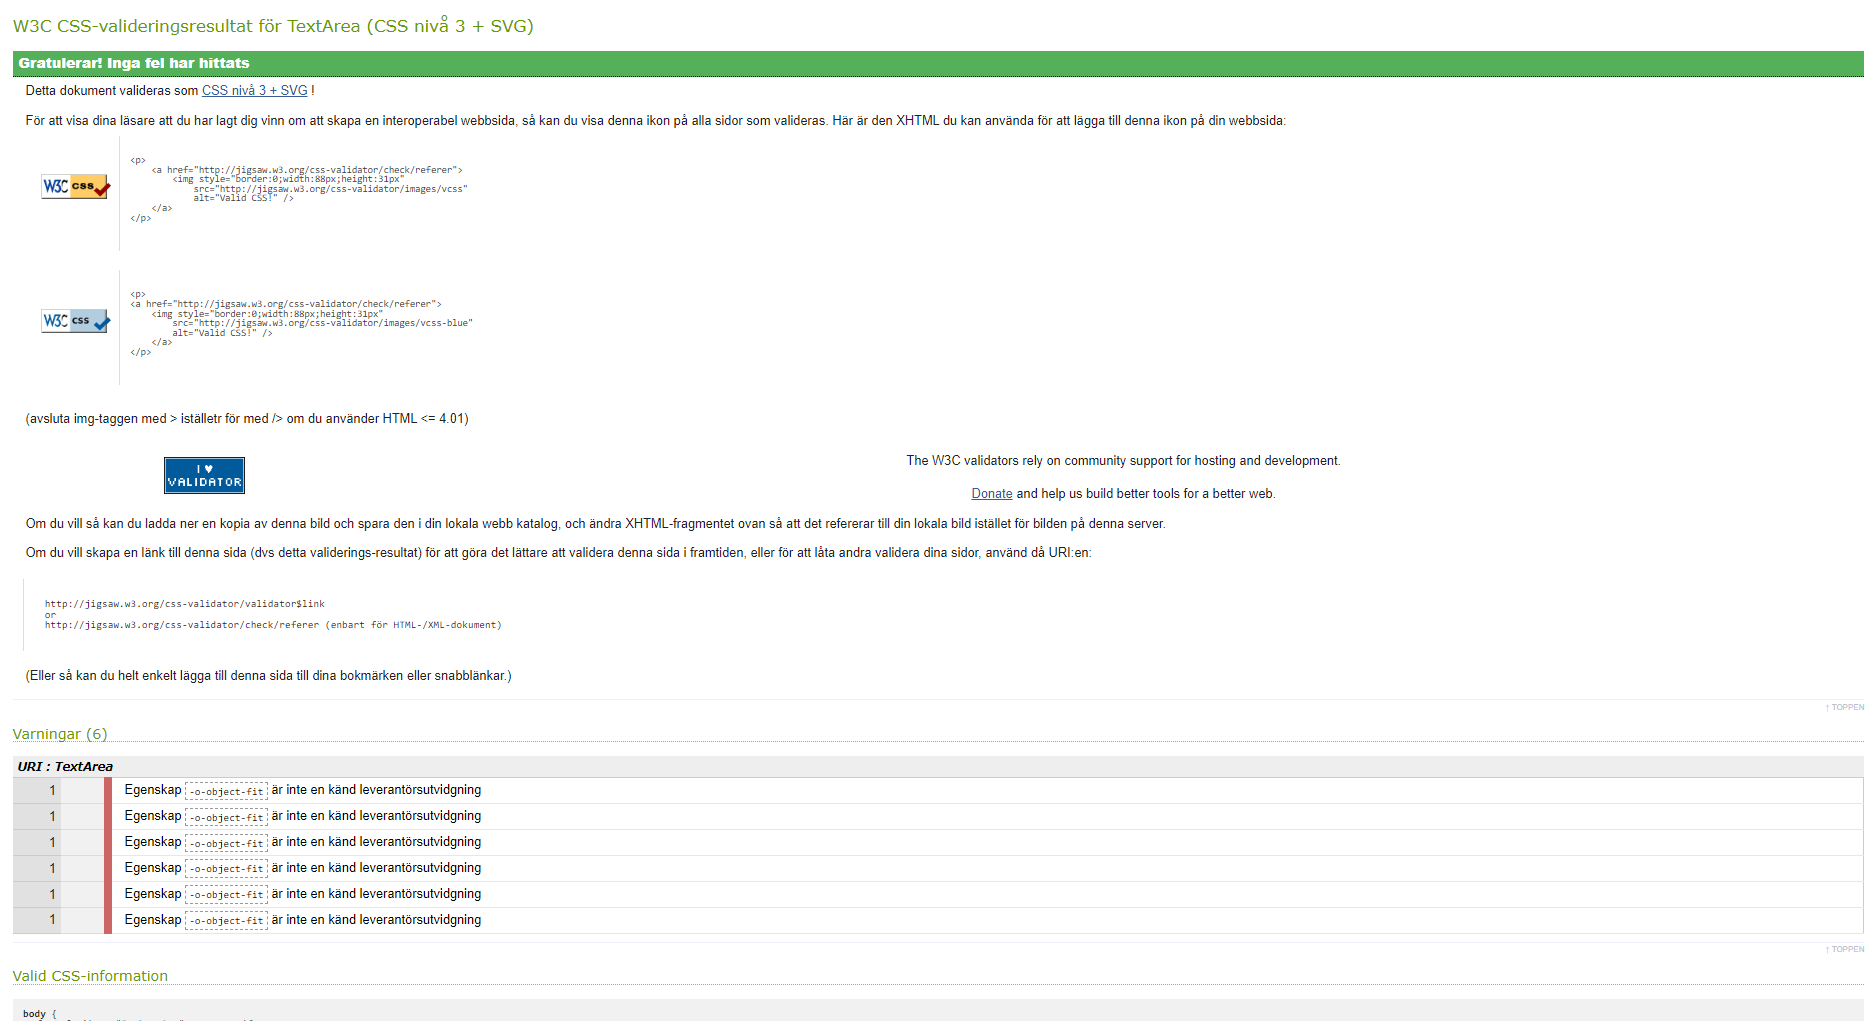 W3C CSS-valideringsresultat för TextArea (CSS nivå 3 + SVG)
Gratulerar! Inga fel har hittats
Detta dokument valideras som CSS nivå 3 + SVG !
För att visa dina läsare att du har lagt dig vinn om att skapa en interoperabel webbsida, så kan du visa denna ikon på alla sidor som valideras. Här är den XHTML du kan använda för att lägga till denna ikon på din webbsida:
W3C css
<p>
<a href="http://jigsaw.w3.org/css-validator/check/referer">
<img style="border:0;width:88px;height:31px"
src="http://jigsaw.w3.org/css-validator/images/vcss"
alt="Valid CSS!" />
</a>
</p>
W3C css
<p>
<a href="http://jigsaw.w3.org/css-validator/check/referer">
<img style="border:0;width:88px;height:31px"
src="http://jigsaw.w3.org/css-validator/images/vcss-blue"
alt="Valid CSS!" />
</a>
</p>
(avsluta img-taggen med > iställetr för med /> om du använder HTML <= 4.01)
I ♥
VALIDATOR
The W3C validators rely on community support for hosting and development.
Donate and help us build better tools for a better web.
Om du vill så kan du ladda ner en kopia av denna bild och spara den i din lokala webb katalog, och ändra XHTML-fragmentet ovan så att det refererar till din lokala bild istället för bilden på denna server.
Om du vill skapa en länk till denna sida (dvs detta validerings-resultat) för att göra det lättare att validera denna sida i framtiden, eller för att låta andra validera dina sidor, använd då URI:en:
http://jigsaw.w3.org/css-validator/validator$link
or
http://jigsaw.w3.org/css-validator/check/referer (enbart för HTML-/XML-dokument)
(Eller så kan du helt enkelt lägga till denna sida till dina bokmärken eller snabblänkar.)
↑ TOPPEN
Varningar (6)
URI : TextArea
1 Egenskap -o-object-fit är inte en känd leverantörsutvidgning
1 Egenskap -o-object-fit är inte en känd leverantörsutvidgning
1 Egenskap -o-object-fit är inte en känd leverantörsutvidgning
1 Egenskap -o-object-fit är inte en känd leverantörsutvidgning
1 Egenskap -o-object-fit är inte en känd leverantörsutvidgning
1 Egenskap -o-object-fit är inte en känd leverantörsutvidgning
↑ TOPPEN
Valid CSS-information
body {